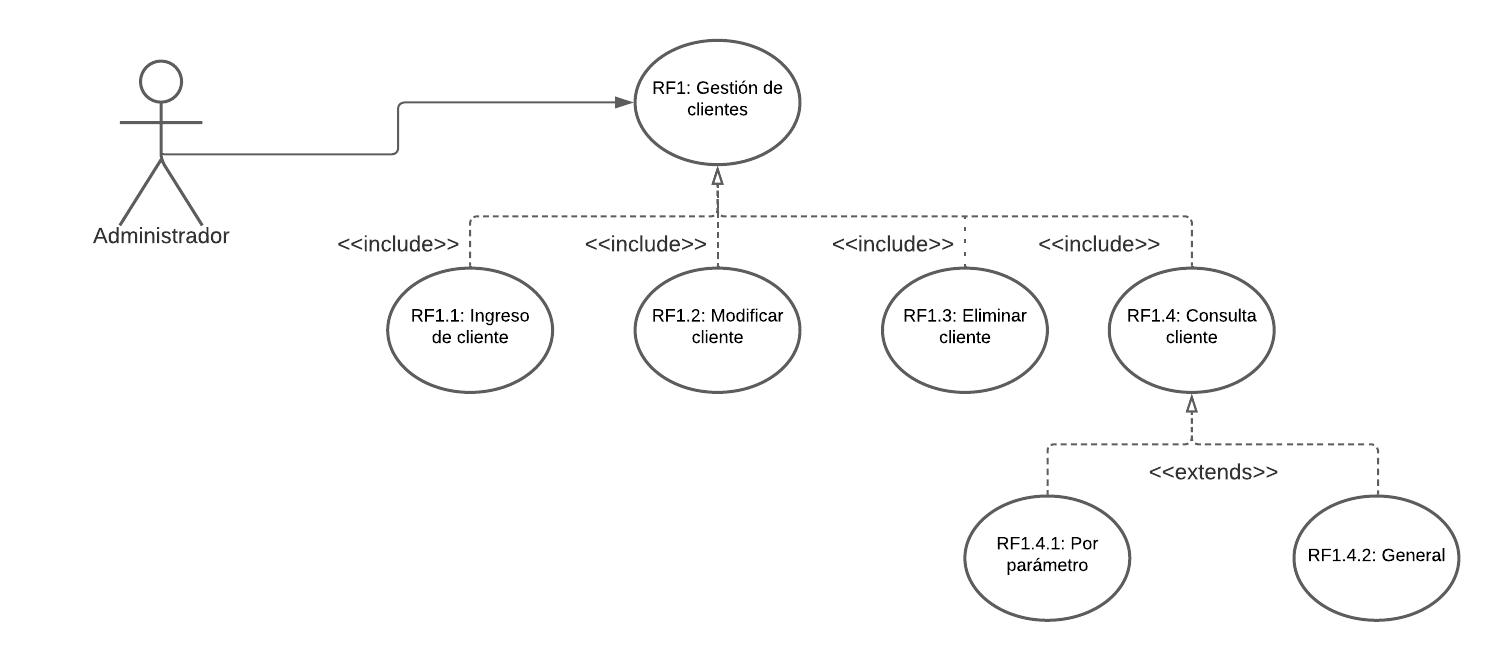 RF1: Gestión de
clientes
Administrador
<<include>>
<<include>>
<<include>>
<<include>>
RF1.1: Ingreso
de cliente
RF1.2: Modificar
cliente
RF1.3: Eliminar
cliente
RF1.4: Consulta
cliente
<<extends>>
RF1.4.1: Por
parámetro
RF1.4.2: General